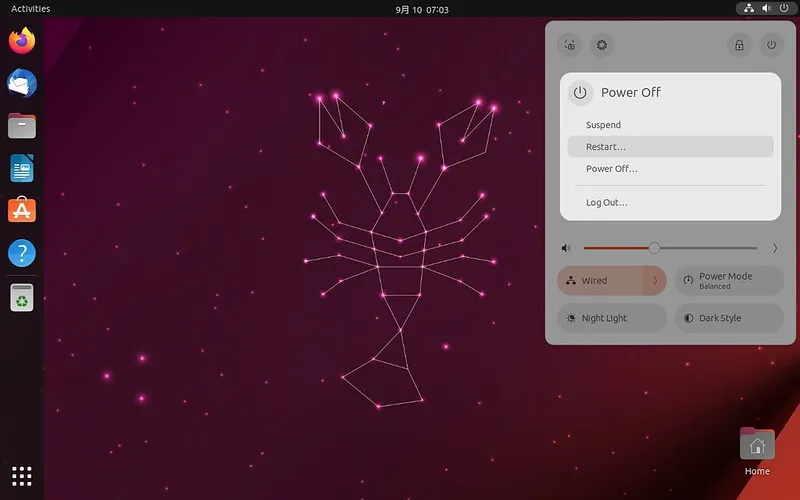 Activities
9月 10 07:03
Power Off
Suspend
Restart...
Power Off...
Log Out...
Wired
Power Mode
Balanced
Night Light
Dark Style
Home